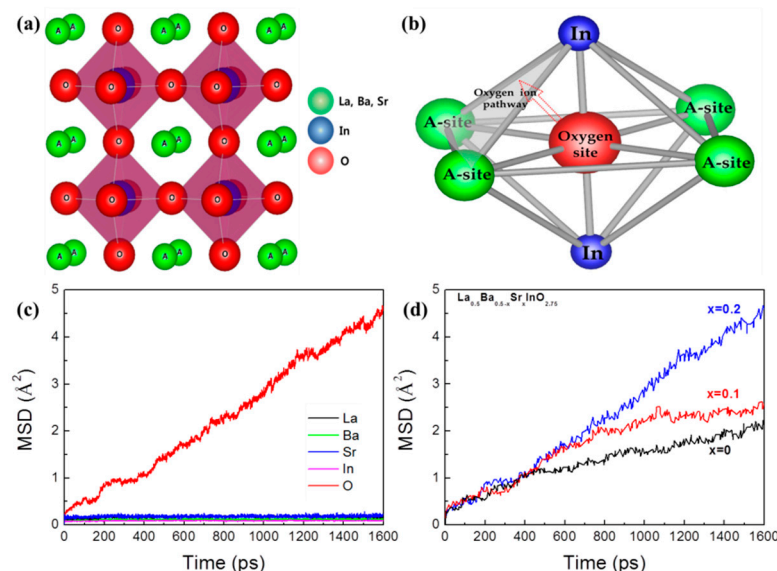 (a)
A A A A A A
O O
O O O O O
O O
A A A A A A
O O
O O O O O
O O
A A A A A A
La, Ba, Sr
In
O
(b)
In
Oxygen ion
pathway
A-site
A-site
Oxygen
site
A-site
A-site
In
(c)
MSD (Å²)
5
4
3
2
1
0
La
Ba
Sr
In
O
0 200 400 600 800 1000 1200 1400 1600
Time (ps)
(d)
La0.5Ba0.5-xSrxInO2.75
x=0.2
x=0.1
x=0
MSD (Å²)
5
4
3
2
1
0
0 200 400 600 800 1000 1200 1400 1600
Time (ps)